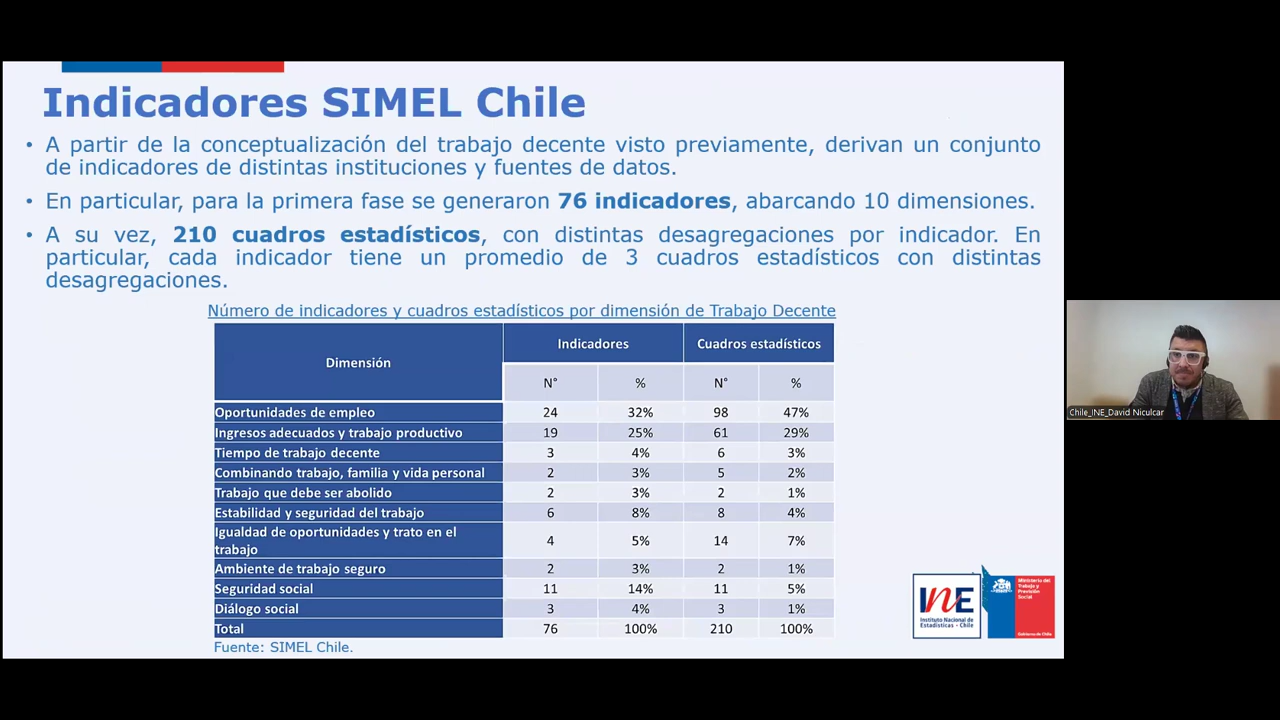 Indicadores SIMEL Chile
• A partir de la conceptualización del trabajo decente visto previamente, derivan un conjunto
de indicadores de distintas instituciones y fuentes de datos.
• En particular, para la primera fase se generaron 76 indicadores, abarcando 10 dimensiones.
• A su vez, 210 cuadros estadísticos, con distintas desagregaciones por indicador. En
particular, cada indicador tiene un promedio de 3 cuadros estadísticos con distintas
desagregaciones.
Número de indicadores y cuadros estadísticos por dimensión de Trabajo Decente
Dimensión Indicadores Cuadros estadísticos
N° % N° %
Oportunidades de empleo 24 32% 98 47%
Ingresos adecuados y trabajo productivo 19 25% 61 29%
Tiempo de trabajo decente 3 4% 6 3%
Combinando trabajo, familia y vida personal 2 3% 5 2%
Trabajo que debe ser abolido 2 3% 2 1%
Estabilidad y seguridad del trabajo 6 8% 8 4%
Igualdad de oportunidades y trato en el
trabajo 4 5% 14 7%
Ambiente de trabajo seguro 2 3% 2 1%
Seguridad social 11 14% 11 5%
Diálogo social 3 4% 3 1%
Total 76 100% 210 100%
Fuente: SIMEL Chile.
INE
Instituto Nacional de
Estadísticas - Chile
Ministerio del
Trabajo y
Previsión
Social
Gobierno de Chile
Chile_INE_David Niculcar